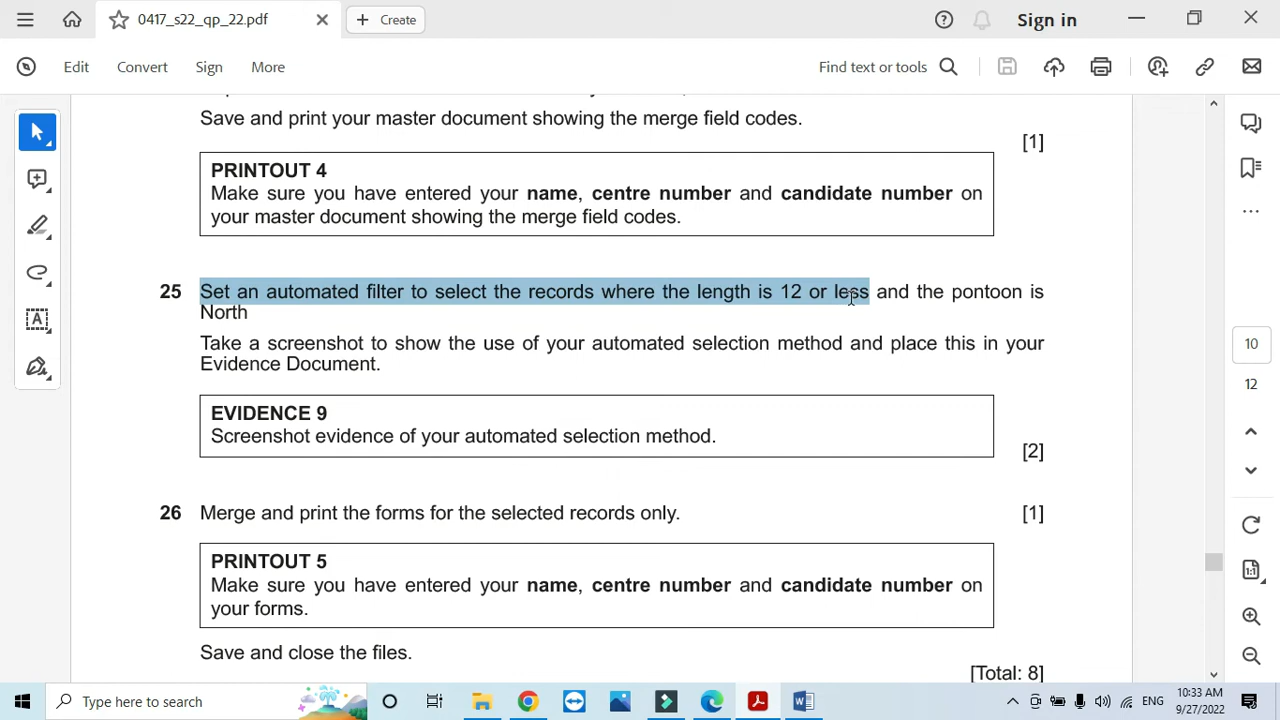 0417_s22_qp_22.pdf
Create
Sign in
Edit
Convert
Sign
More
Find text or tools
Save and print your master document showing the merge field codes.
[1]
PRINTOUT 4
Make sure you have entered your name, centre number and candidate number on
your master document showing the merge field codes.
25 Set an automated filter to select the records where the length is 12 or less and the pontoon is
North
Take a screenshot to show the use of your automated selection method and place this in your
Evidence Document.
EVIDENCE 9
Screenshot evidence of your automated selection method.
[2]
26 Merge and print the forms for the selected records only. [1]
PRINTOUT 5
Make sure you have entered your name, centre number and candidate number on
your forms.
Save and close the files.
[Total: 8]
10
12
1:1
Type here to search
ENG
10:33 AM
9/27/2022